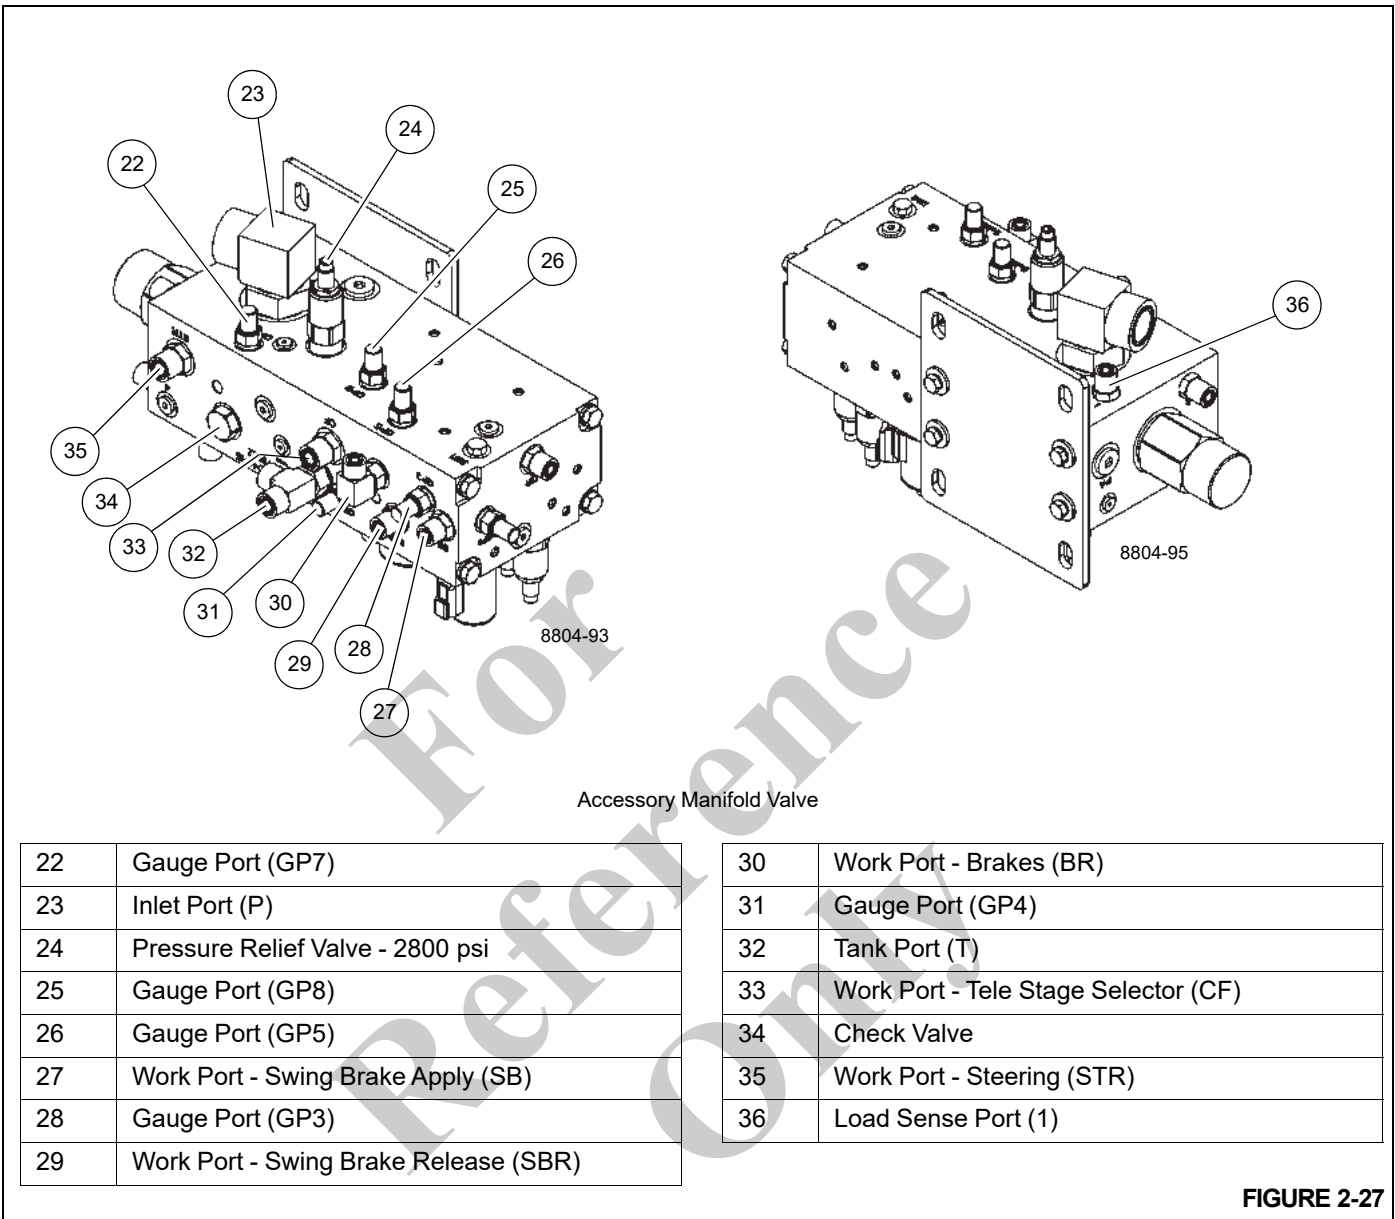 23
24
22
25
26
36
35
34
33
32
31
30
29
28
27
8804-93
8804-95
Accessory Manifold Valve
22 Gauge Port (GP7)
23 Inlet Port (P)
24 Pressure Relief Valve - 2800 psi
25 Gauge Port (GP8)
26 Gauge Port (GP5)
27 Work Port - Swing Brake Apply (SB)
28 Gauge Port (GP3)
29 Work Port - Swing Brake Release (SBR)
30 Work Port - Brakes (BR)
31 Gauge Port (GP4)
32 Tank Port (T)
33 Work Port - Tele Stage Selector (CF)
34 Check Valve
35 Work Port - Steering (STR)
36 Load Sense Port (1)
FIGURE 2-27
For
Reference
Only